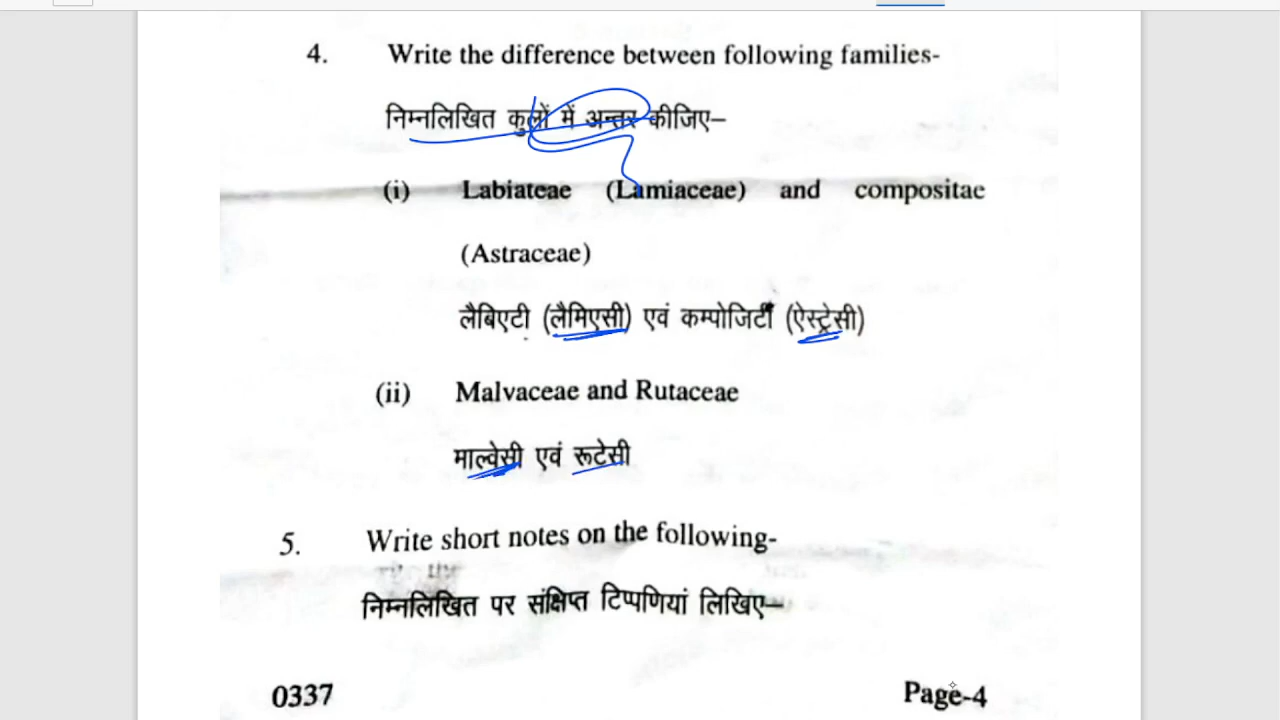 4. Write the difference between following families-
निम्नलिखित कुलों में अन्तर कीजिए–
(i) Labiateae (Lamiaceae) and compositae
(Astraceae)
लैबिएटी (लैमिएसी) एवं कम्पोजिटी (ऐस्ट्रेसी)
(ii) Malvaceae and Rutaceae
माल्वेसी एवं रूटेसी
5. Write short notes on the following-
निम्नलिखित पर संक्षिप्त टिप्पणियां लिखिए–
0337 Page-4